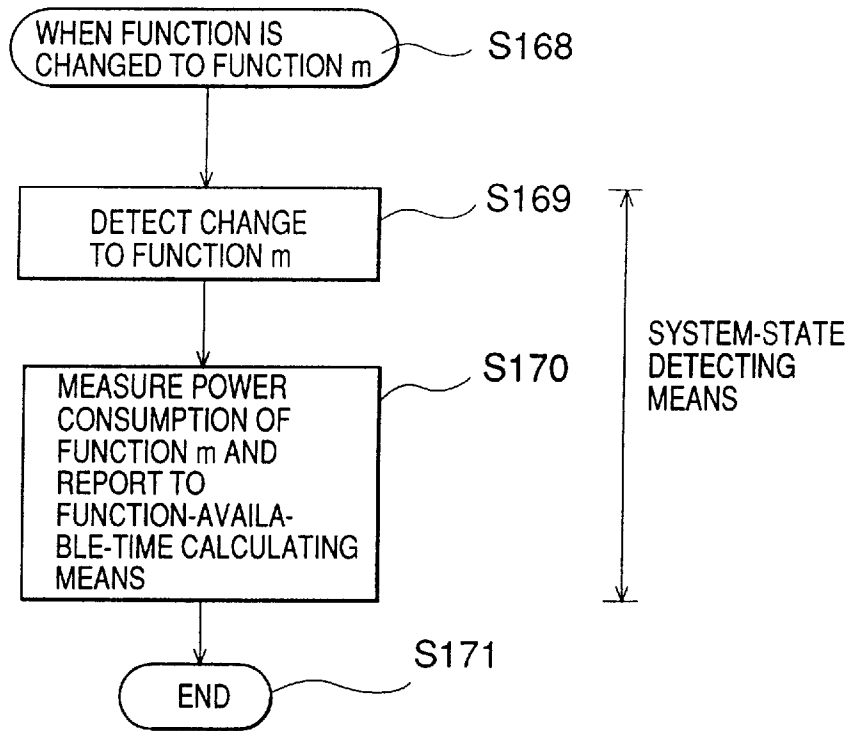 WHEN FUNCTION IS
CHANGED TO FUNCTION m
S168
DETECT CHANGE
TO FUNCTION m
S169
MEASURE POWER
CONSUMPTION OF
FUNCTION m AND
REPORT TO
FUNCTION-AVAILA-
BLE-TIME CALCULATING
MEANS
S170
SYSTEM-STATE
DETECTING
MEANS
END
S171